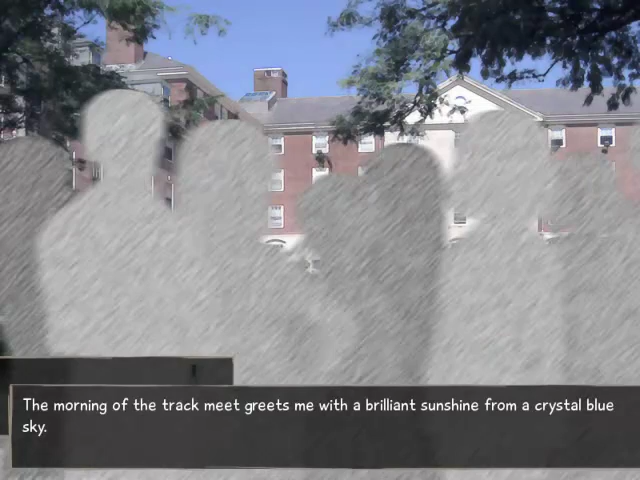 The morning of the track meet greets me with a brilliant sunshine from a crystal blue
sky.